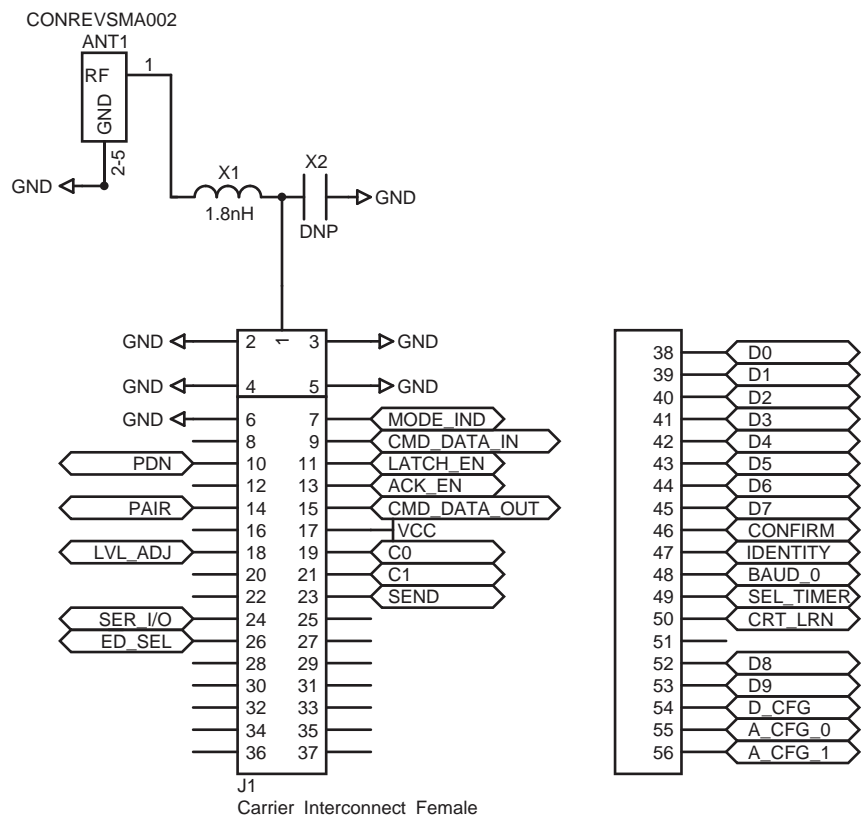 CONREVSMA002
ANT1
RF
GND
1
2-5
GND
X1
1.8nH
X2
DNP
GND
GND 2 1 3 GND
GND 4 5 GND
GND 6 7 MODE_IND
8 9 CMD_DATA_IN
PDN 10 11 LATCH_EN
12 13 ACK_EN
PAIR 14 15 CMD_DATA_OUT
16 17 VCC
LVL_ADJ 18 19 C0
20 21 C1
22 23 SEND
SER_I/O 24 25
ED_SEL 26 27
28 29
30 31
32 33
34 35
36 37
J1
Carrier Interconnect Female
38 D0
39 D1
40 D2
41 D3
42 D4
43 D5
44 D6
45 D7
46 CONFIRM
47 IDENTITY
48 BAUD_0
49 SEL_TIMER
50 CRT_LRN
51
52 D8
53 D9
54 D_CFG
55 A_CFG_0
56 A_CFG_1